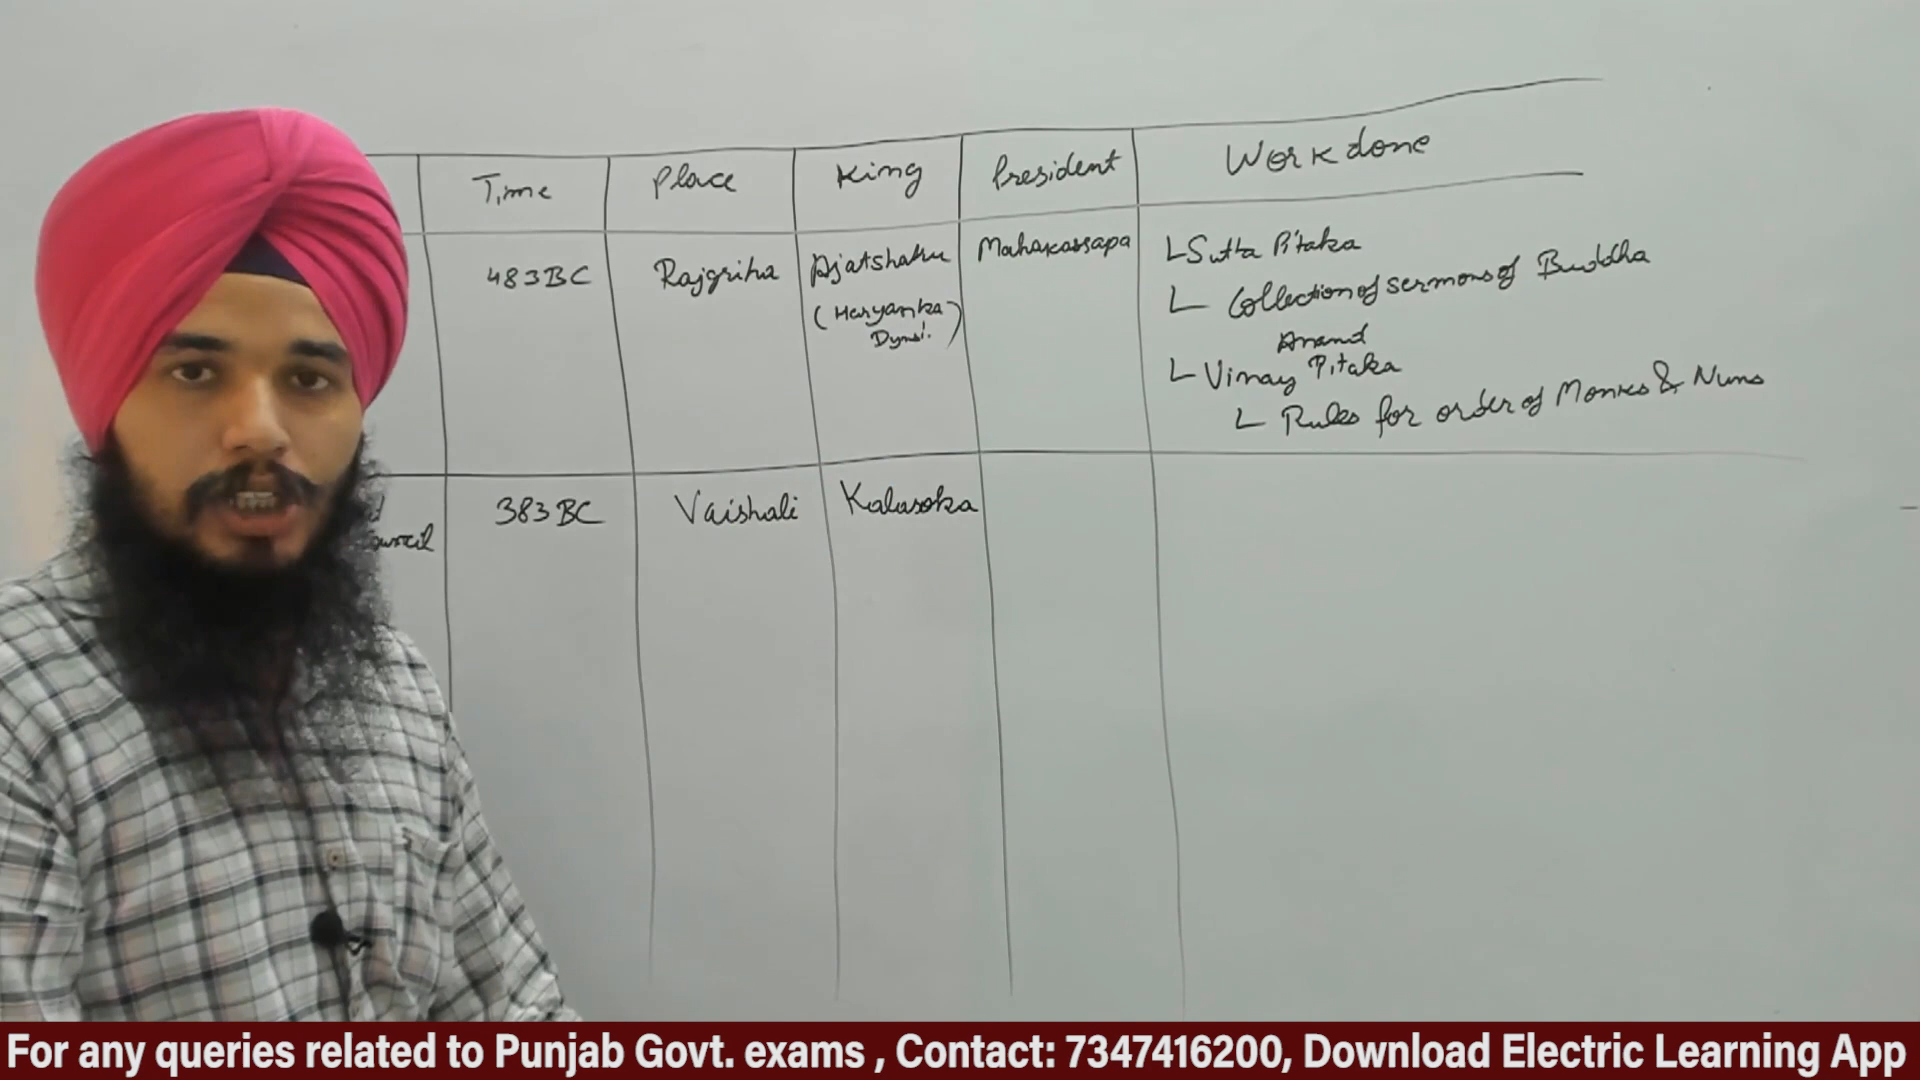 Time Place King President Work done
483BC Rajgriha Ajatshatru Mahakassapa
(Haryanka
Dynst.)
L Sutta Pitaka
L Collection of sermons of Buddha
Anand
L Vinay Pitaka
L Rules for order of Monks & Nuns
ouncil 383 BC Vaishali Kalasoka
For any queries related to Punjab Govt. exams , Contact: 7347416200, Download Electric Learning App